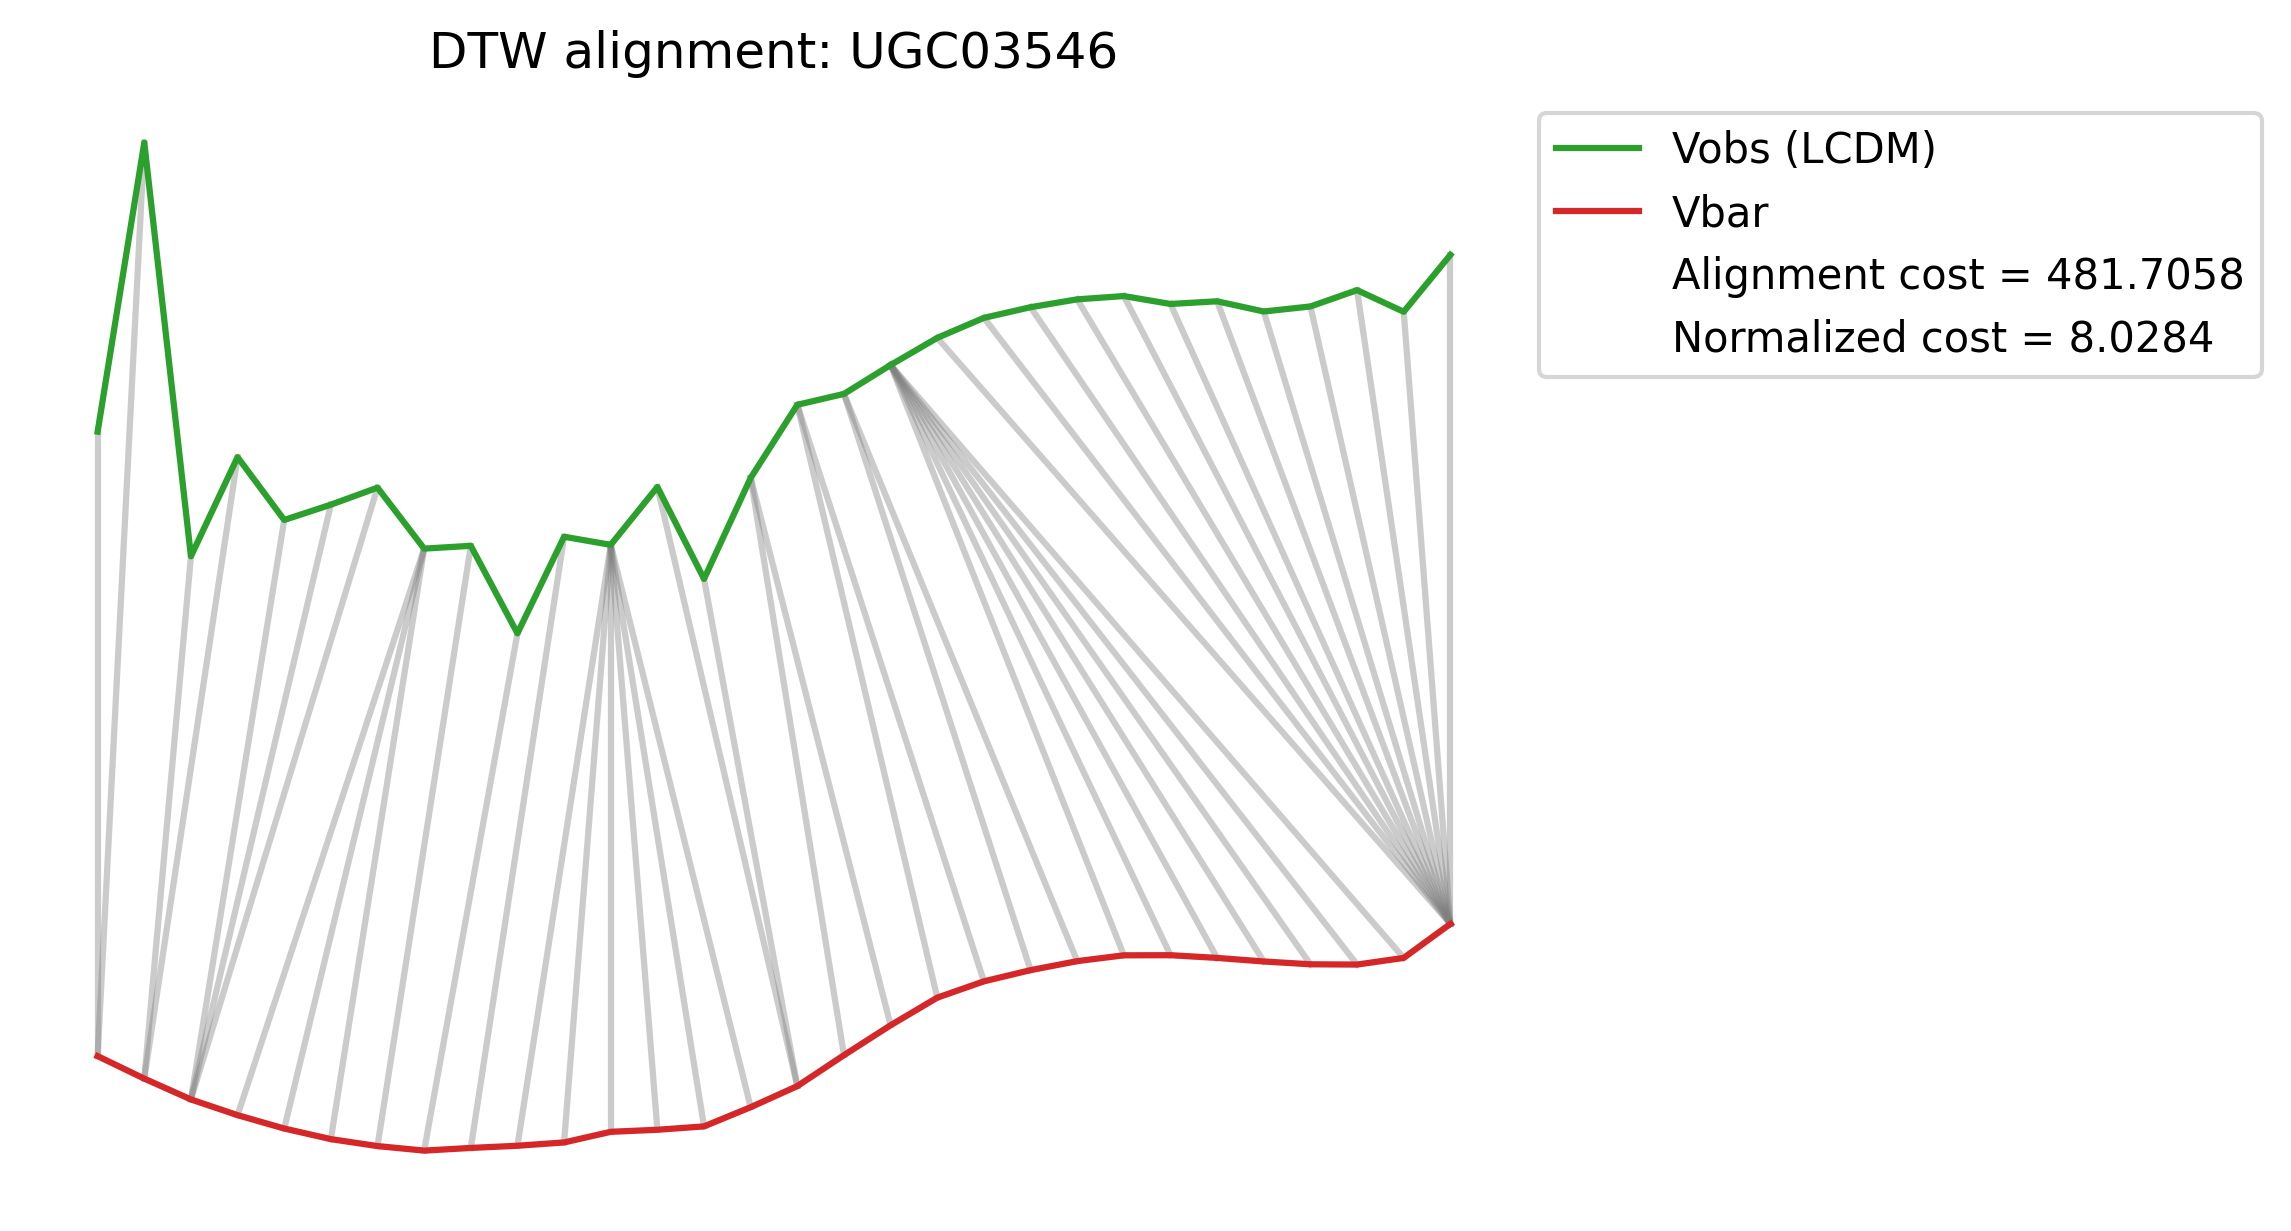 DTW alignment: UGC03546
Vobs (LCDM)
Vbar
Alignment cost = 481.7058
Normalized cost = 8.0284